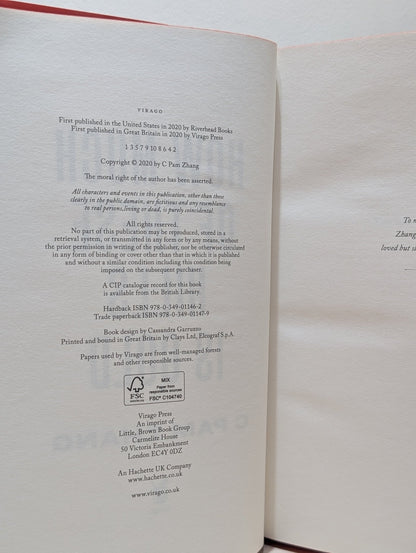 VIRAGO
First published in the United States in 2020 by Riverhead Books
First published in Great Britain in 2020 by Virago Press
1 3 5 7 9 10 8 6 4 2
Copyright © 2020 by C Pam Zhang
The moral right of the author has been asserted.
All characters and events in this publication, other than those
clearly in the public domain, are fictitious and any resemblance
to real persons, living or dead, is purely coincidental.
All rights reserved.
No part of this publication may be reproduced, stored in a
retrieval system, or transmitted in any form or by any means, without
the prior permission in writing of the publisher, nor be otherwise circulated
in any form of binding or cover other than that in which it is published
and without a similar condition including this condition being
imposed on the subsequent purchaser.
A CIP catalogue record for this book
is available from the British Library.
Hardback ISBN 978-0-349-01146-2
Trade paperback ISBN 978-0-349-01147-9
Book design by Cassandra Garruzzo
Printed and bound in Great Britain by Clays Ltd, Elcograf S.p.A.
Papers used by Virago are from well-managed forests
and other responsible sources.
FSC
www.fsc.org
MIX
Paper from
responsible sources
FSC® C104740
Virago Press
An imprint of
Little, Brown Book Group
Carmelite House
50 Victoria Embankment
London EC4Y 0DZ
An Hachette UK Company
www.hachette.co.uk
www.virago.co.uk
To
Zhang
loved but